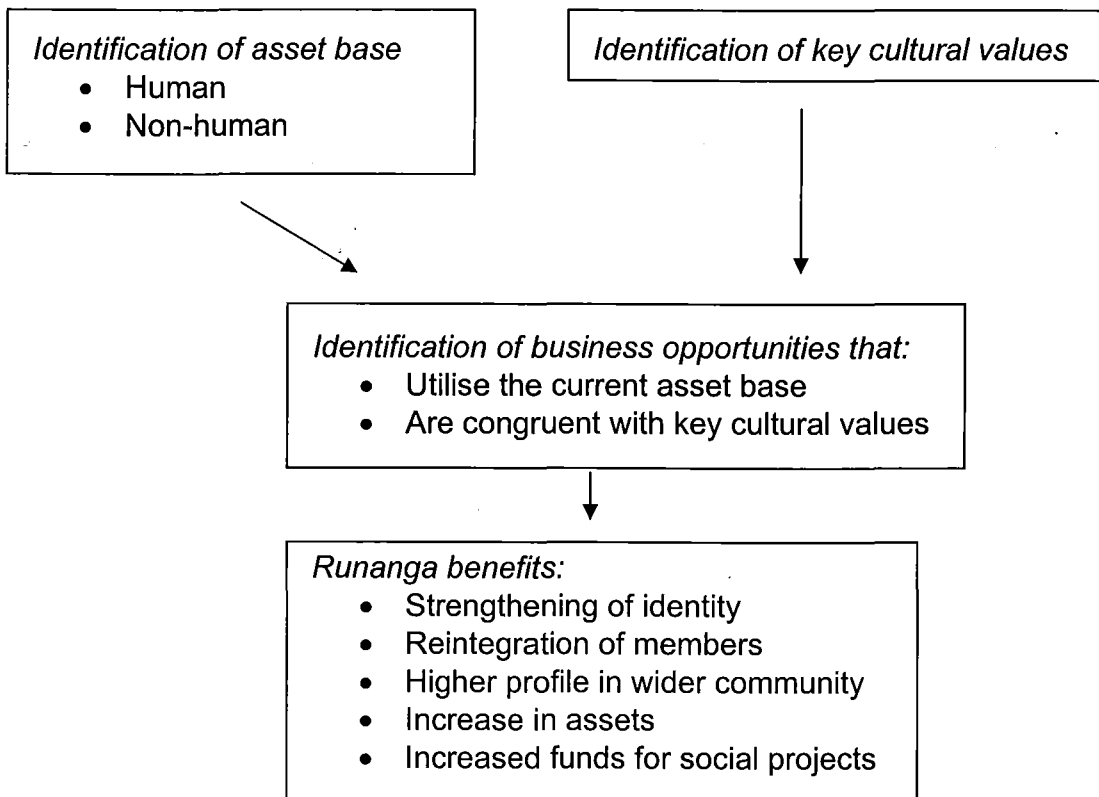 Identification of asset base
• Human
• Non-human
Identification of key cultural values
Identification of business opportunities that:
• Utilise the current asset base
• Are congruent with key cultural values
Runanga benefits:
• Strengthening of identity
• Reintegration of members
• Higher profile in wider community
• Increase in assets
• Increased funds for social projects